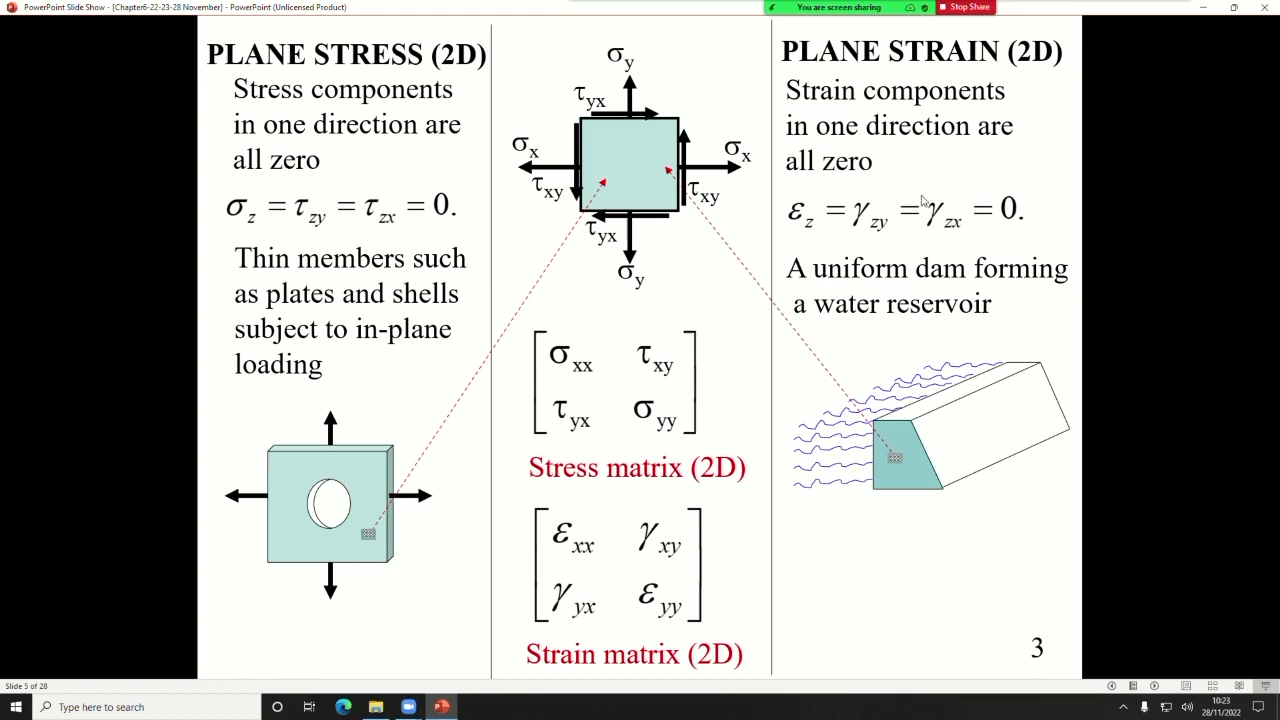 PowerPoint Slide Show - [Chapter6-22-23-28 November] - PowerPoint (Unlicensed Product)
You are screen sharing
Stop Share
PLANE STRESS (2D)
Stress components
in one direction are
all zero
σz = τzy = τzx = 0.
Thin members such
as plates and shells
subject to in-plane
loading
σy
τyx
σx
τxy
σx
τxy
τyx
σy
σxx τxy
τyx σyy
Stress matrix (2D)
εxx γxy
γyx εyy
Strain matrix (2D)
PLANE STRAIN (2D)
Strain components
in one direction are
all zero
εz = γzy = γzx = 0.
A uniform dam forming
a water reservoir
3
Slide 5 of 28
Type here to search
10:23
28/11/2022